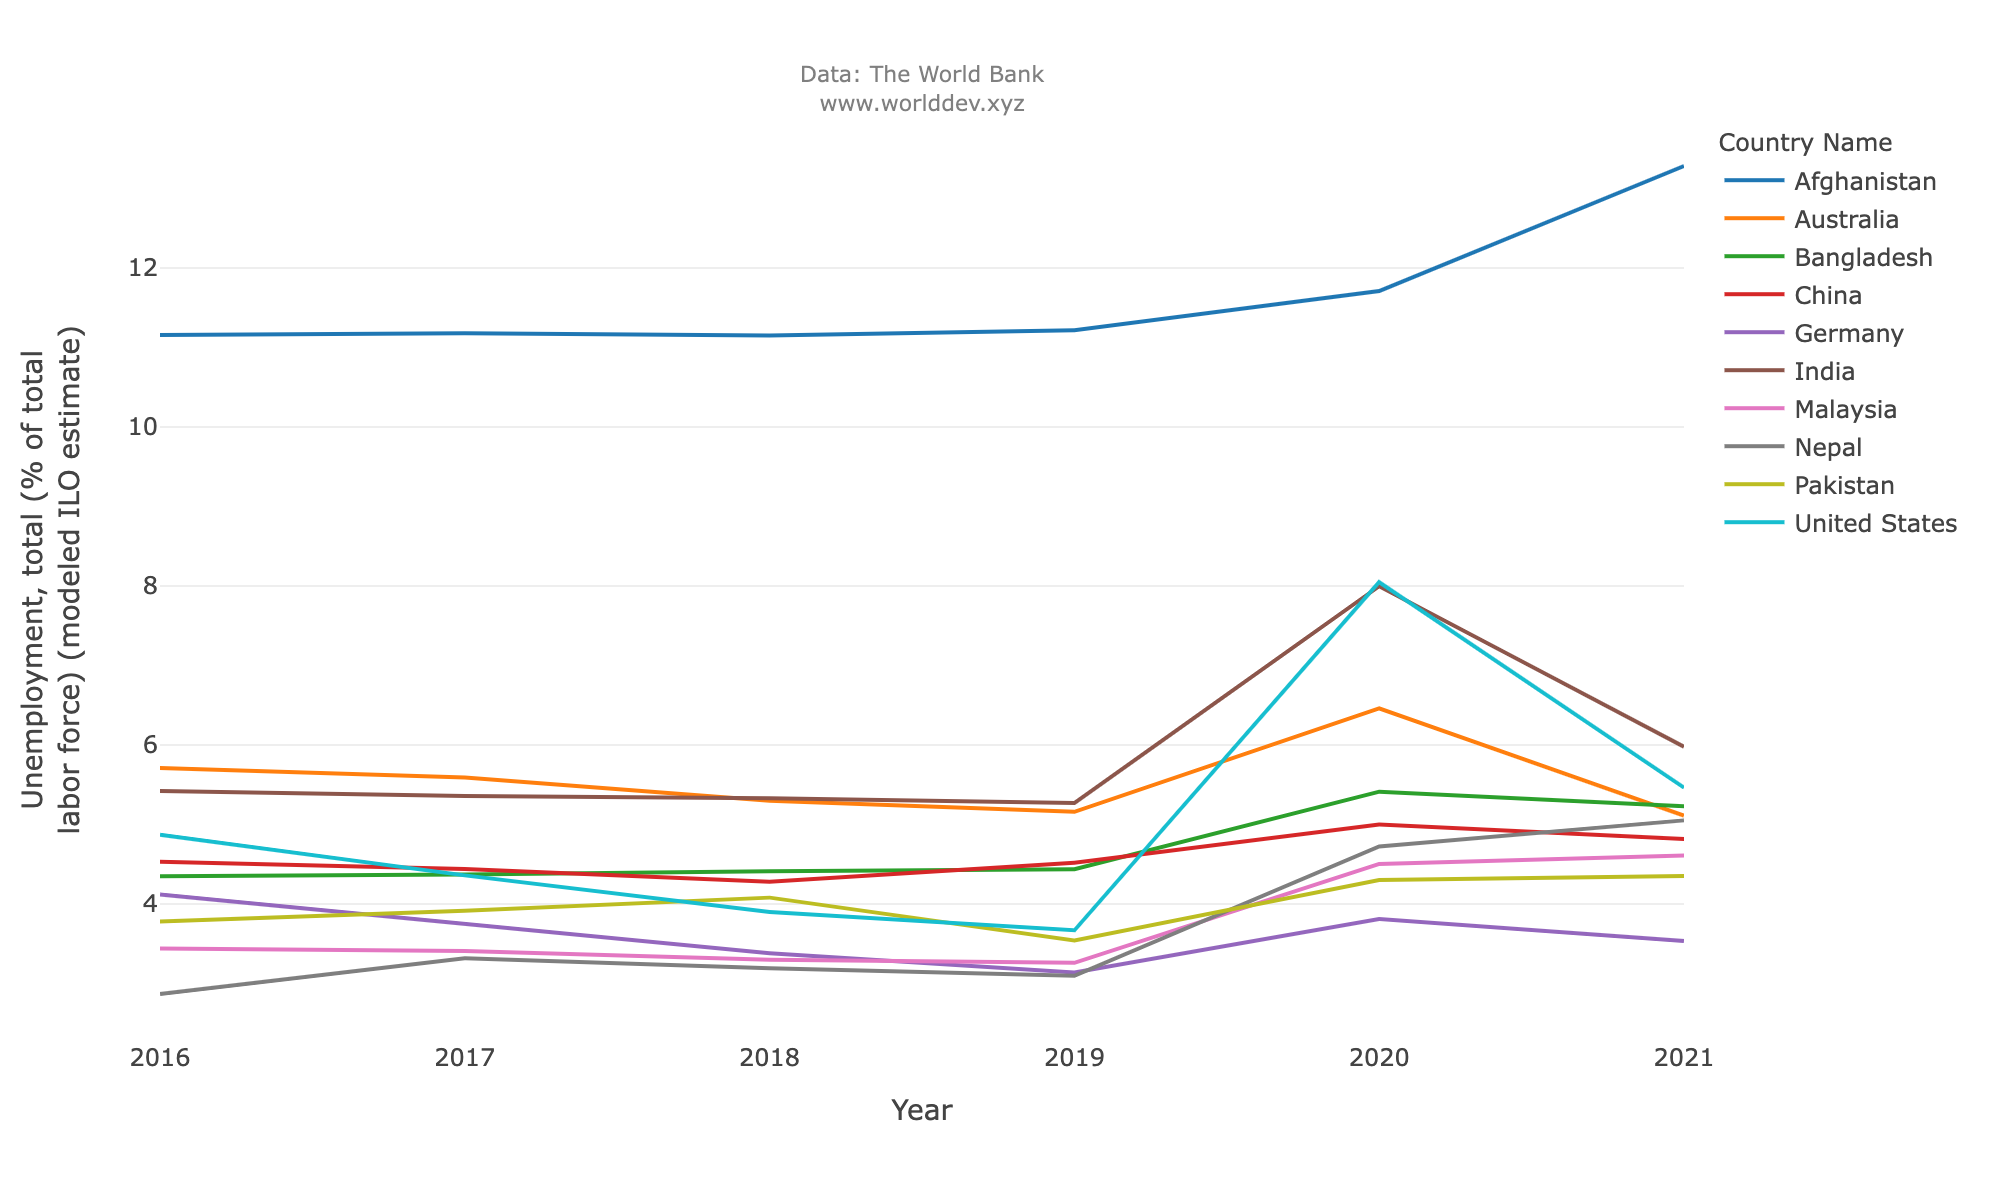 Data: The World Bank
www.worlddev.xyz
Unemployment, total (% of total
labor force) (modeled ILO estimate)
12
10
8
6
4
2016
2017
2018
2019
2020
2021
Year
Country Name
Afghanistan
Australia
Bangladesh
China
Germany
India
Malaysia
Nepal
Pakistan
United States